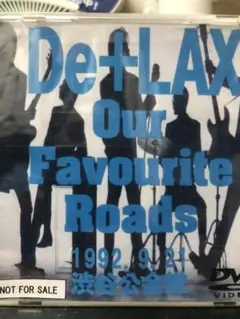 De+LAX
Our
Favourite
Roads
1992.9.21
渋谷公会堂
NOT FOR SALE
DVD
VIDEO